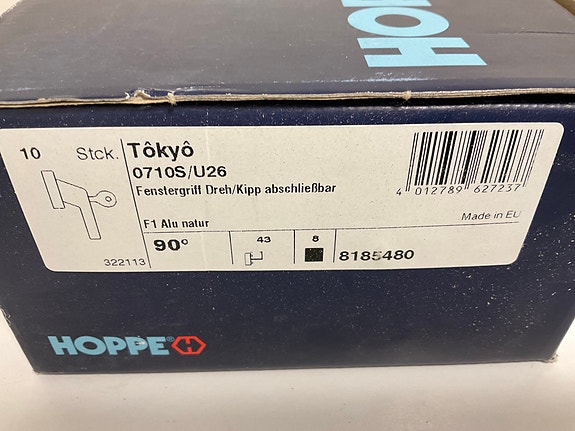 HOPPE
10 Stck. Tôkyô
0710S/U26
Fenstergriff Dreh/Kipp abschließbar
4 012789 627237
F1 Alu natur
Made in EU
90° 43 8
322113
8185480
HOPPE®